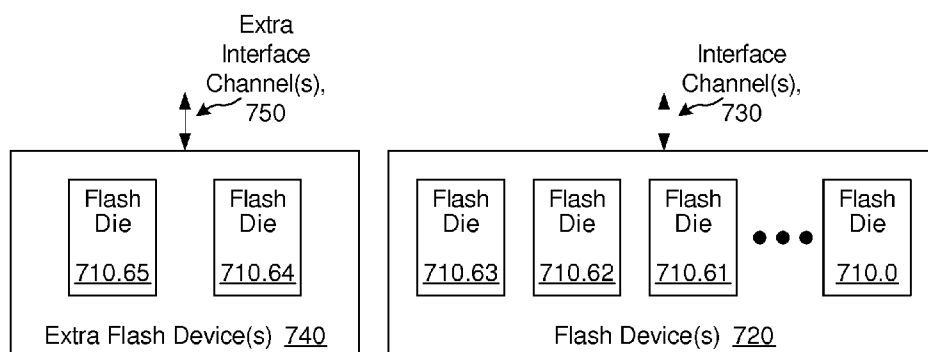 Extra
Interface
Channel(s),
750
Interface
Channel(s),
730
Flash
Die
710.65
Flash
Die
710.64
Extra Flash Device(s) 740
Flash
Die
710.63
Flash
Die
710.62
Flash
Die
710.61
Flash
Die
710.0
Flash Device(s) 720